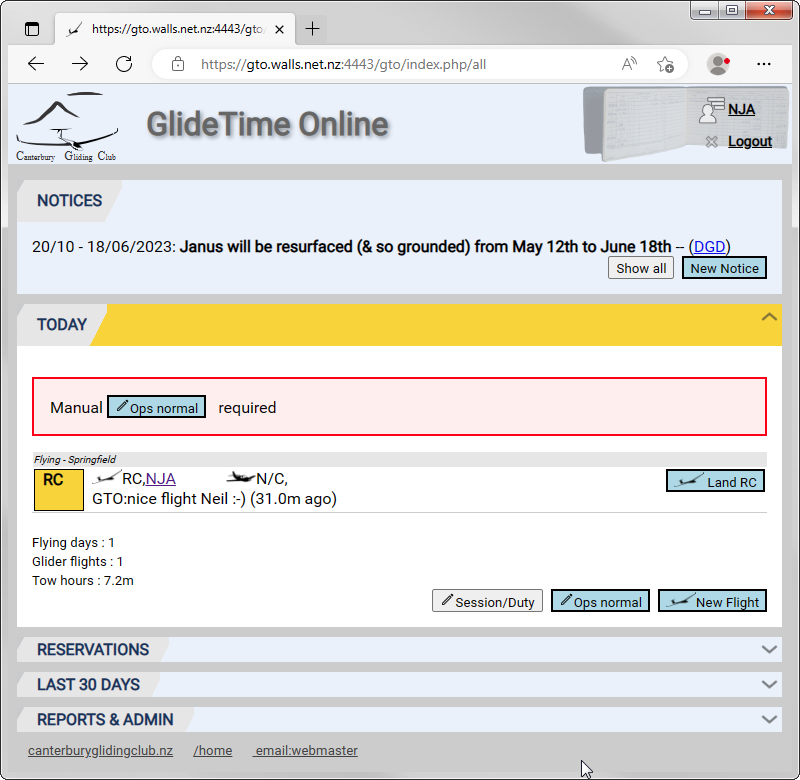 https://gto.walls.net.nz:4443/gto
https://gto.walls.net.nz:4443/gto/index.php/all
Canterbury Gliding Club
GlideTime Online
NJA
Logout
NOTICES
20/10 - 18/06/2023: Janus will be resurfaced (& so grounded) from May 12th to June 18th -- (DGD)
Show all New Notice
TODAY
Manual Ops normal required
Flying - Springfield
RC RC,NJA N/C, Land RC
GTO:nice flight Neil :-) (31.0m ago)
Flying days : 1
Glider flights : 1
Tow hours : 7.2m
Session/Duty Ops normal New Flight
RESERVATIONS
LAST 30 DAYS
REPORTS & ADMIN
canterburyglidingclub.nz /home email:webmaster